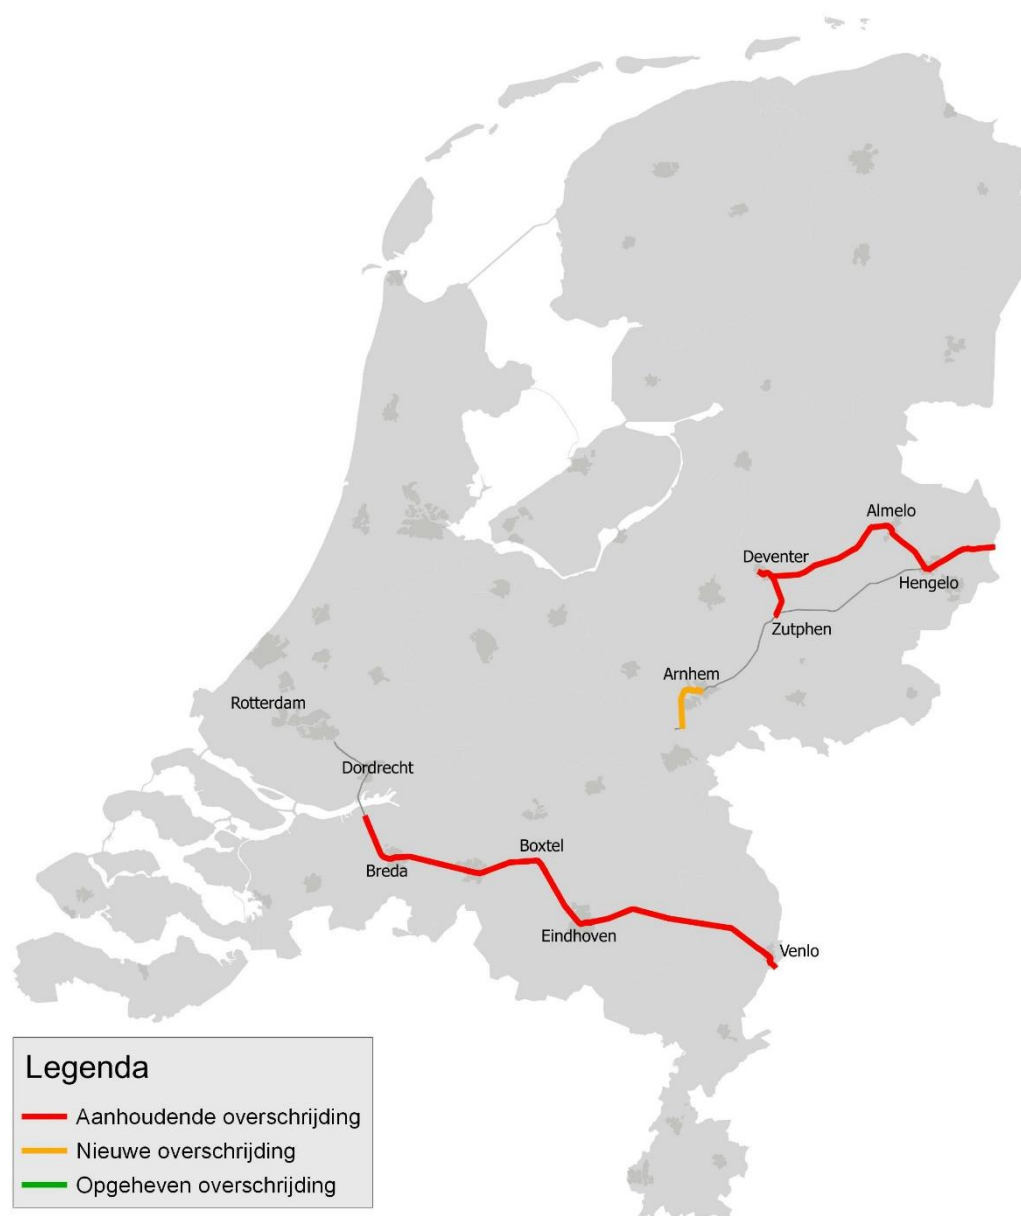 Almelo
Deventer
Hengelo
Zutphen
Arnhem
Rotterdam
Dordrecht
Boxtel
Breda
Eindhoven
Venlo
Legenda
Aanhoudende overschrijding
Nieuwe overschrijding
Opgeheven overschrijding